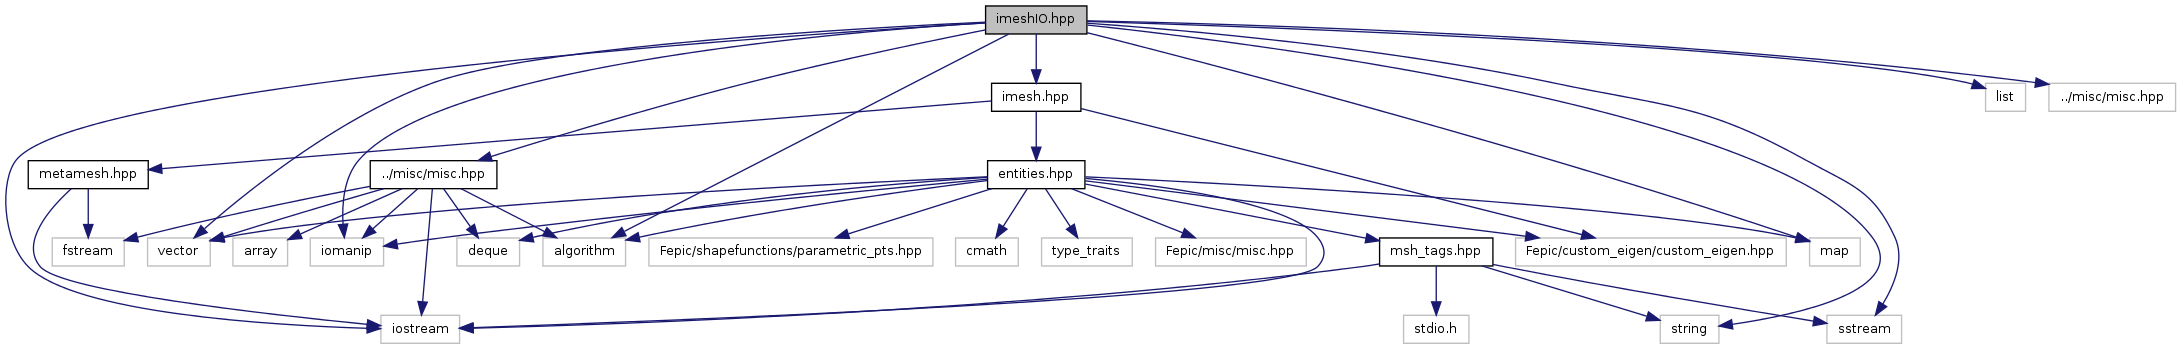 imeshIO.hpp
imesh.hpp
list
../misc/misc.hpp
metamesh.hpp
../misc/misc.hpp
entities.hpp
fstream
vector
array
iomanip
deque
algorithm
Fepic/shapefunctions/parametric_pts.hpp
cmath
type_traits
Fepic/misc/misc.hpp
msh_tags.hpp
Fepic/custom_eigen/custom_eigen.hpp
map
iostream
stdio.h
string
sstream